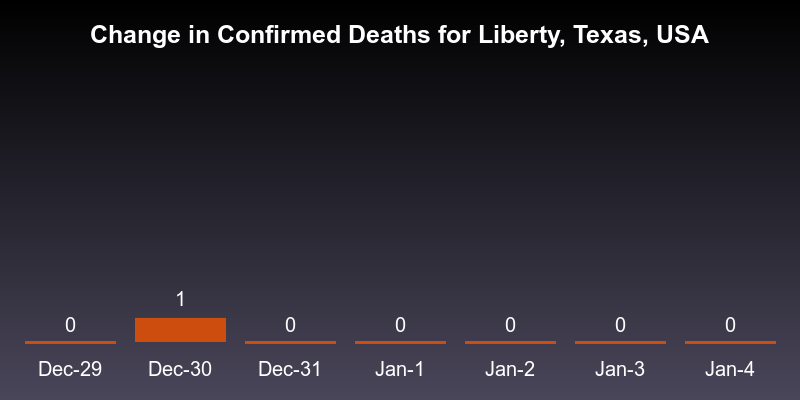 Change in Confirmed Deaths for Liberty, Texas, USA
0 1 0 0 0 0 0
Dec-29 Dec-30 Dec-31 Jan-1 Jan-2 Jan-3 Jan-4